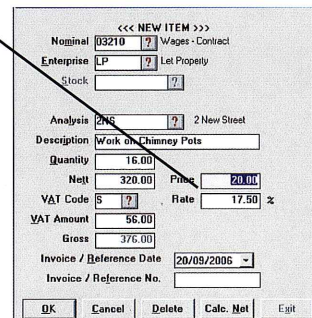 <<< NEW ITEM >>>
Nominal 03210 ? Wages - Contract
Enterprise LP ? Let Property
Stock ?
Analysis 2NS ? 2 New Street
Description Work on Chimney Pots
Quantity 16.00
Nett 320.00 Price 20.00
VAT Code S ? Rate 17.50 %
VAT Amount 56.00
Gross 376.00
Invoice / Reference Date 20/09/2006
Invoice / Reference No.
OK Cancel Delete Calc. Net Exit